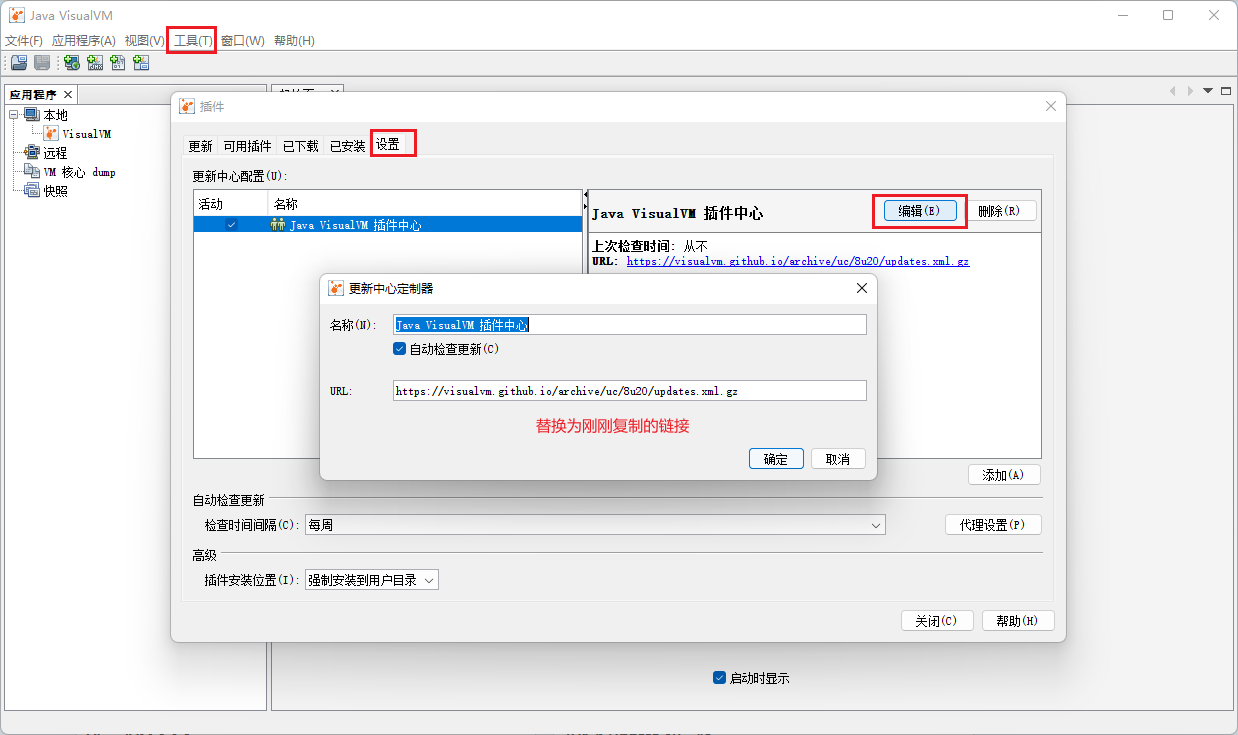 Java VisualVM
文件(F) 应用程序(A) 视图(V) 工具(T) 窗口(W) 帮助(H)
应用程序
本地
VisualVM
远程
VM 核心 dump
快照
插件
更新 可用插件 已下载 已安装 设置
更新中心配置(U):
活动 名称
Java VisualVM 插件中心
Java VisualVM 插件中心
编辑(E) 删除(R)
上次检查时间: 从不
URL: https://visualvm.github.io/archive/uc/8u20/updates.xml.gz
更新中心定制器
名称(N): Java VisualVM 插件中心
自动检查更新(C)
URL: https://visualvm.github.io/archive/uc/8u20/updates.xml.gz
替换为刚刚复制的链接
确定 取消
添加(A)
自动检查更新
检查时间间隔(C): 每周 代理设置(P)
高级
插件安装位置(I): 强制安装到用户目录
关闭(C) 帮助(H)
启动时显示